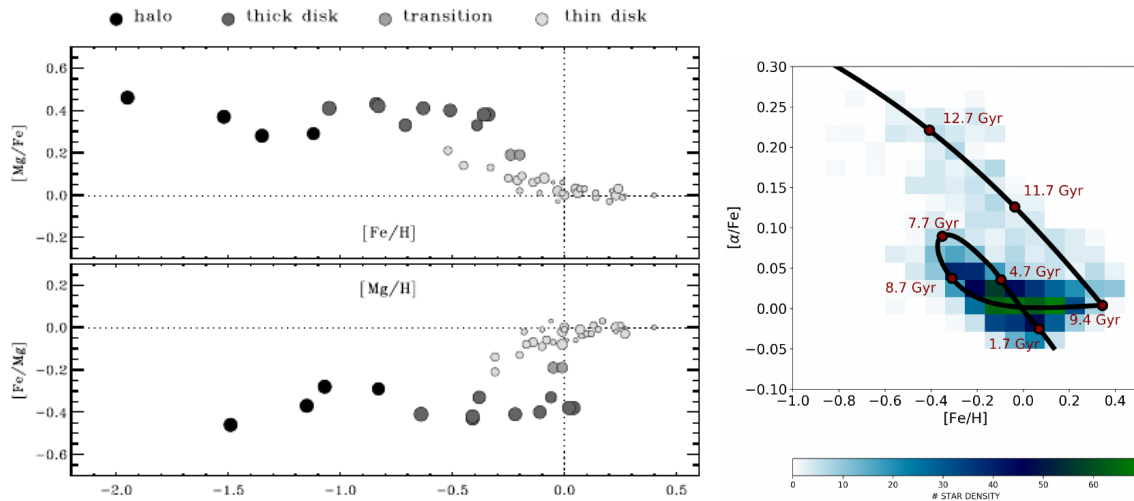 halo thick disk transition thin disk
0.4
0.2
0.0
−0.2
[Mg/Fe]
[Fe/H]
[Mg/H]
0.0
−0.2
−0.4
−0.6
[Fe/Mg]
−2.0 −1.5 −1.0 −0.5 0.0 0.5
0.30
0.25
0.20
0.15
0.10
0.05
0.00
−0.05
−0.10
[α/Fe]
12.7 Gyr
11.7 Gyr
7.7 Gyr
4.7 Gyr
8.7 Gyr
9.4 Gyr
1.7 Gyr
−1.0 −0.8 −0.6 −0.4 −0.2 0.0 0.2 0.4
[Fe/H]
0 10 20 30 40 50 60
# STAR DENSITY